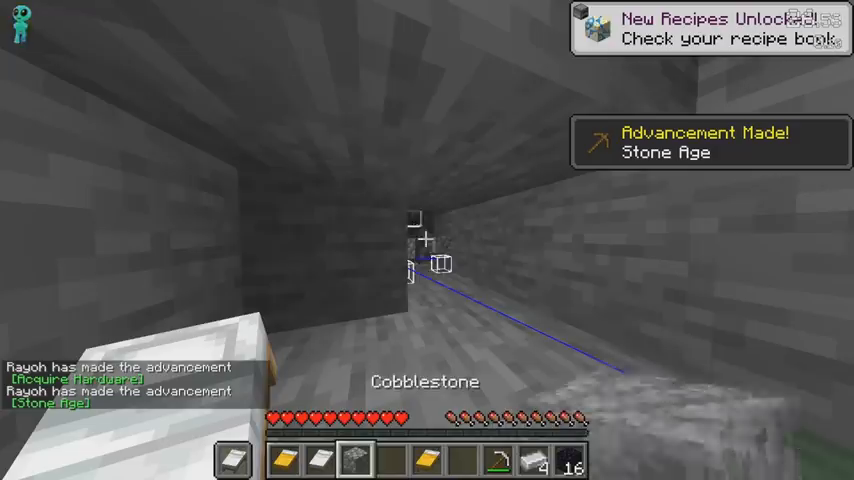 New Recipes Unlocked!
Check your recipe book
Advancement Made!
Stone Age
Rayoh has made the advancement
[Acquire Hardware]
Rayoh has made the advancement
[Stone Age]
Cobblestone
4
16